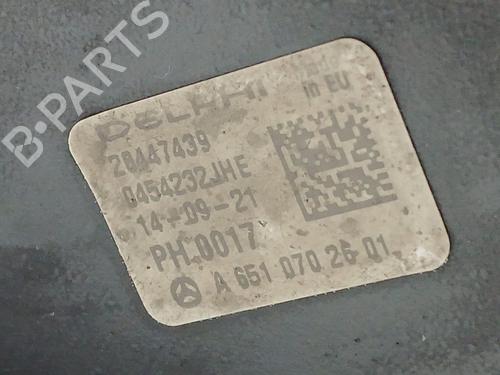 B-PARTS
DELPHI
in EU
28447439
0454232JHE
14-09-21
PH.0017
A 651 070 26 01